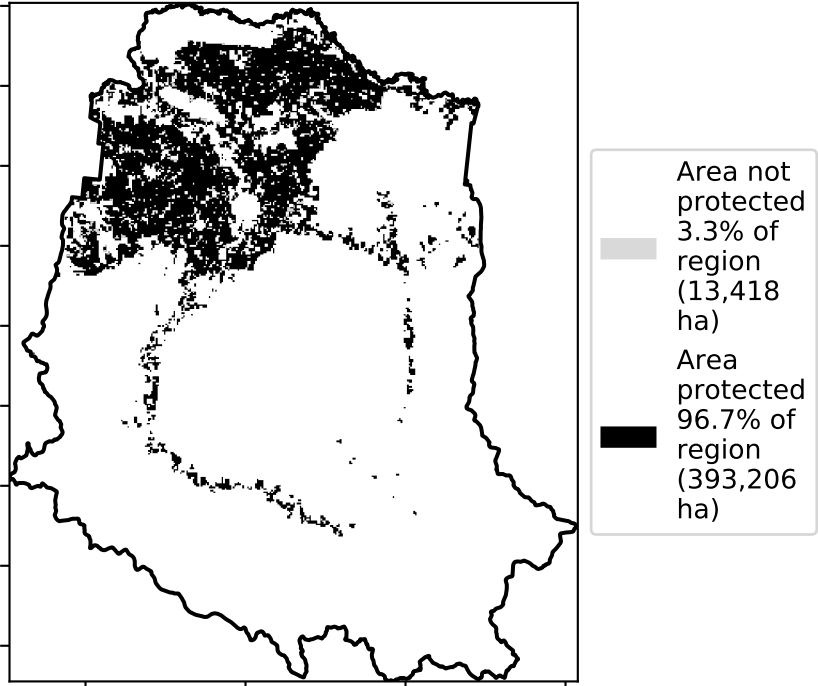 Area not
protected
3.3% of
region
(13,418
ha)
Area
protected
96.7% of
region
(393,206
ha)